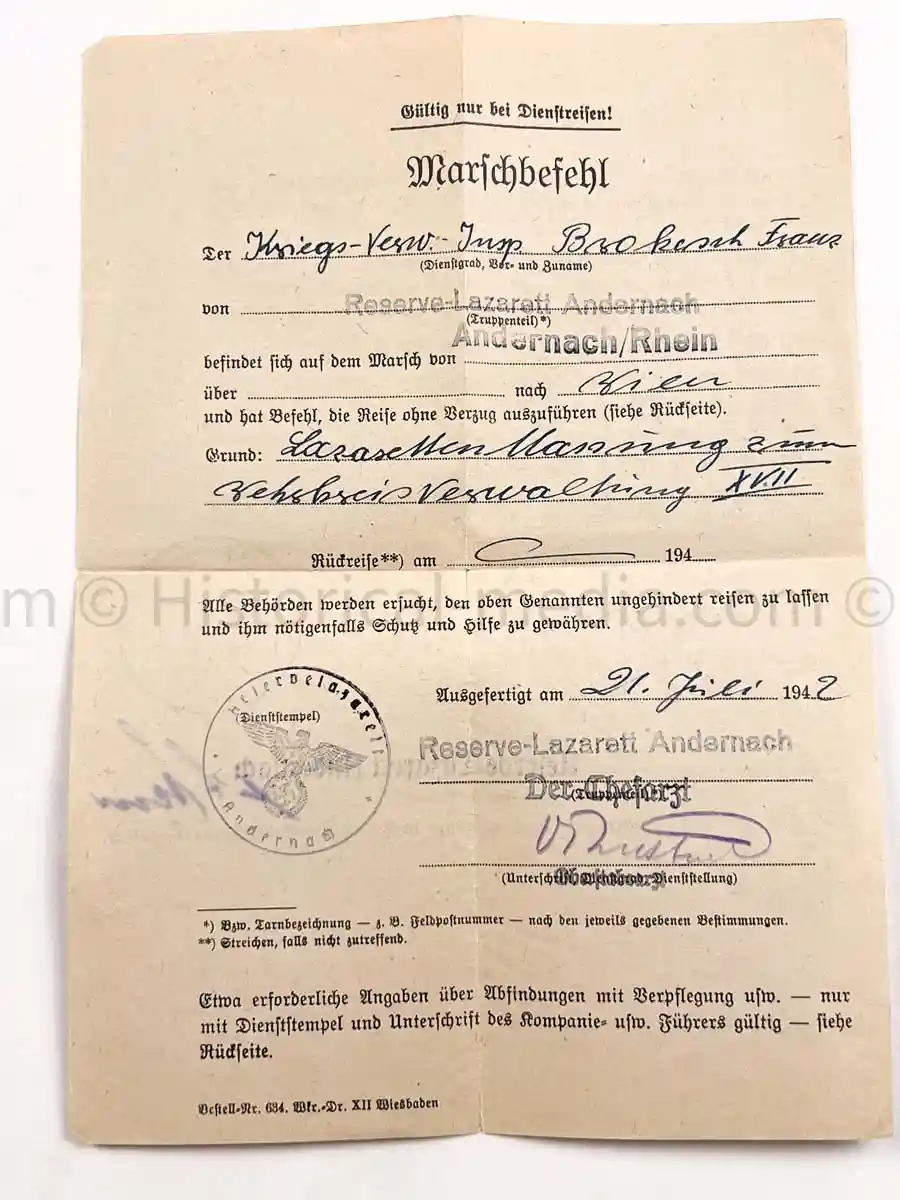 Gültig nur bei Dienstreisen!
Marschbefehl
Der Kriegs-Verw.-Insp. Brokesch Franz
(Dienstgrad, Vor- und Zuname)
von Reserve-Lazarett Andernach
(Truppenteil)*)
Andernach/Rhein
befindet sich auf dem Marsch von
über nach Wien
und hat Befehl, die Reise ohne Verzug auszuführen (siehe Rückseite).
Grund: zum
Wehrkreisverwaltung XVII
Rückreise**) am 194
m © Historicalmedia.com ©
Alle Behörden werden ersucht, den oben Genannten ungehindert reisen zu lassen
und ihm nötigenfalls Schutz und Hilfe zu gewähren.
Ausgefertigt am 21. Juli 1942
(Dienststempel)
Reservelazarett
Andernach
Reserve-Lazarett Andernach
Der Chefarzt
(Truppenteil)
Oberstabsarzt
(Unterschrift, Dienstgrad, Dienststellung)
*) Bzw. Tarnbezeichnung — z. B. Feldpostnummer — nach den jeweils gegebenen Bestimmungen.
**) Streichen, falls nicht zutreffend.
Etwa erforderliche Angaben über Abfindungen mit Verpflegung usw. — nur
mit Dienststempel und Unterschrift des Kompanie- usw. Führers gültig — siehe
Rückseite.
Bestell-Nr. 634. Wkr.-Dr. XII Wiesbaden